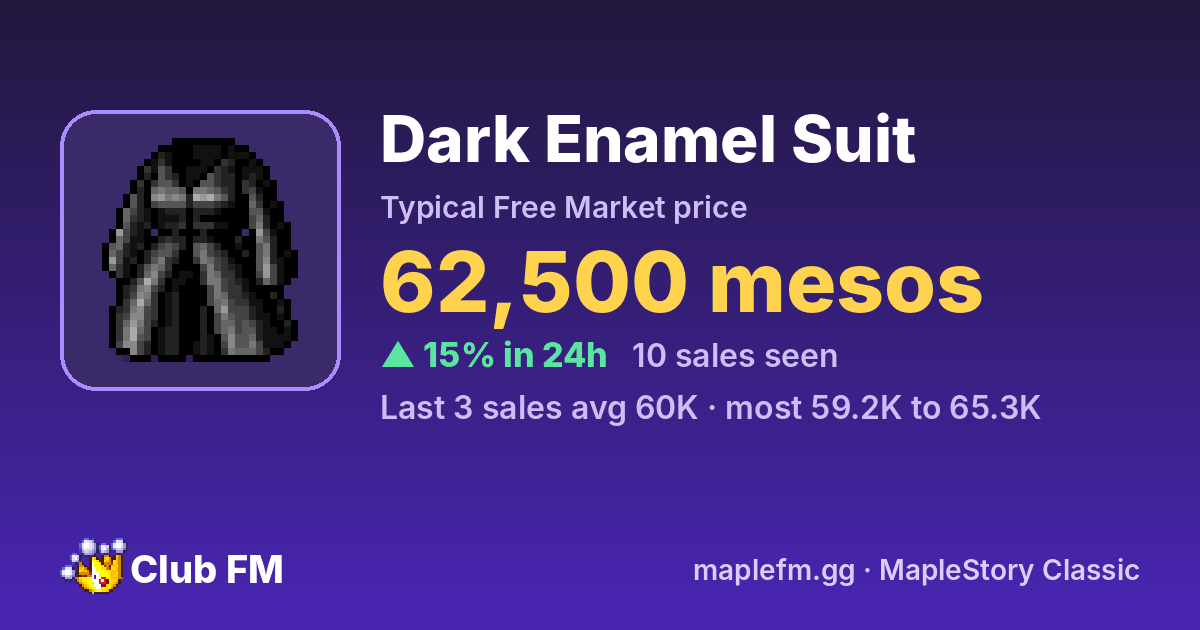 Dark Enamel Suit
Typical Free Market price
62,500 mesos
▲ 15% in 24h 10 sales seen
Last 3 sales avg 60K · most 59.2K to 65.3K
Club FM
maplefm.gg · MapleStory Classic